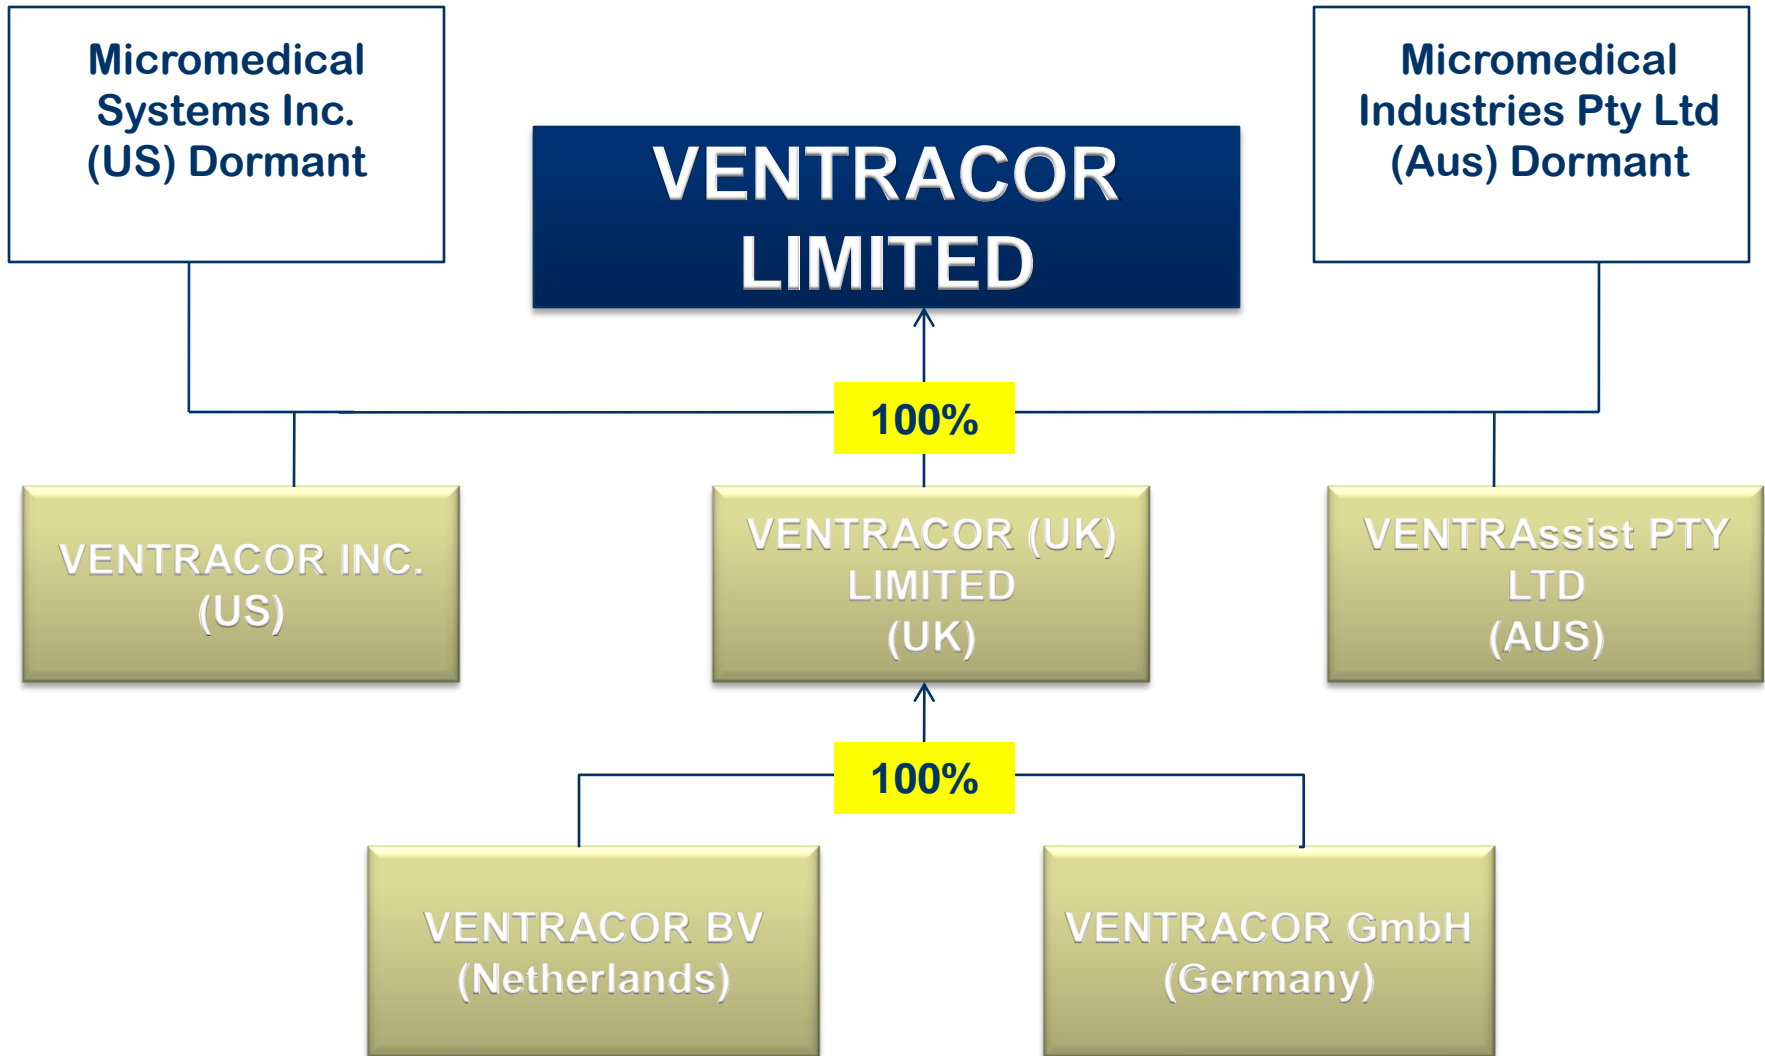 Micromedical
Systems Inc.
(US) Dormant
VENTRACOR
LIMITED
Micromedical
Industries Pty Ltd
(Aus) Dormant
100%
VENTRACOR INC.
(US)
VENTRACOR (UK)
LIMITED
(UK)
VENTRAssist PTY
LTD
(AUS)
100%
VENTRACOR BV
(Netherlands)
VENTRACOR GmbH
(Germany)